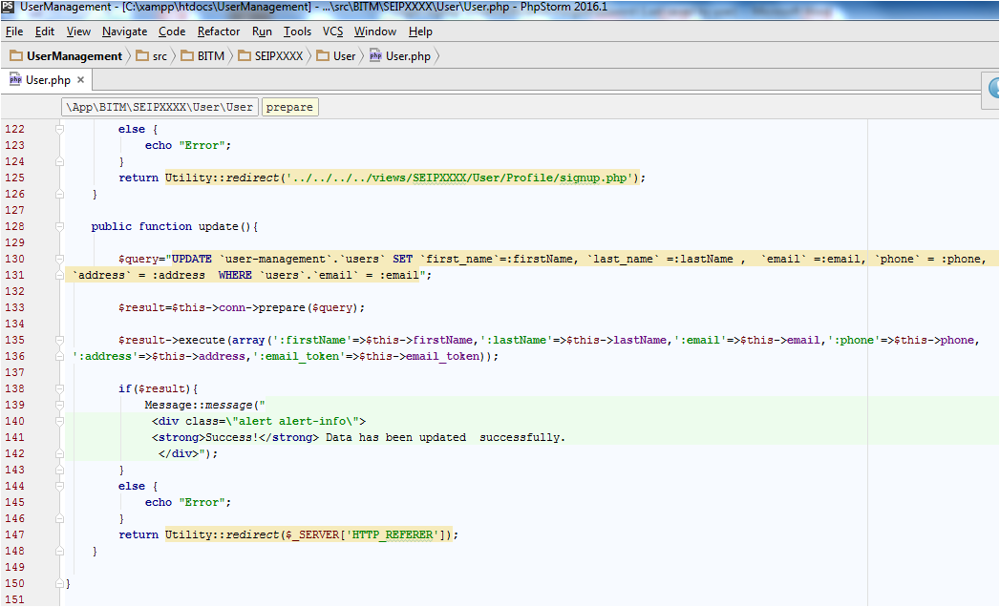 PS UserManagement - [C:\xampp\htdocs\UserManagement] - ...\src\BITM\SEIPXXXX\User\User.php - PhpStorm 2016.1
File Edit View Navigate Code Refactor Run Tools VCS Window Help
UserManagement src BITM SEIPXXXX User php User.php
php User.php ×
\App\BITM\SEIPXXXX\User\User prepare
122 else {
123 echo "Error";
124 }
125 return Utility::redirect('../../../../views/SEIPXXXX/User/Profile/signup.php');
126 }
127
128 public function update(){
129
130 $query="UPDATE `user-management`.`users` SET `first_name`=:firstName, `last_name` =:lastName ,  `email` =:email, `phone` = :phone,
131 `address` = :address  WHERE `users`.`email` = :email";
132
133 $result=$this->conn->prepare($query);
134
135 $result->execute(array(':firstName'=>$this->firstName,':lastName'=>$this->lastName,':email'=>$this->email,':phone'=>$this->phone,
136 ':address'=>$this->address,':email_token'=>$this->email_token));
137
138 if($result){
139 Message::message("
140 <div class=\"alert alert-info\">
141 <strong>Success!</strong> Data has been updated  successfully.
142 </div>");
143 }
144 else {
145 echo "Error";
146 }
147 return Utility::redirect($_SERVER['HTTP_REFERER']);
148 }
149
150 }
151